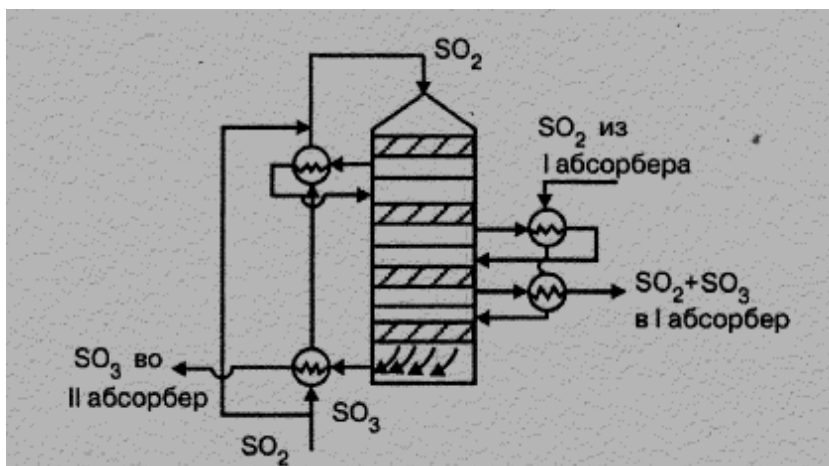 SO₂
SO₂ из
I абсорбера
SO₂+SO₃
в I абсорбер
SO₃ во
II абсорбер
SO₃
SO₂